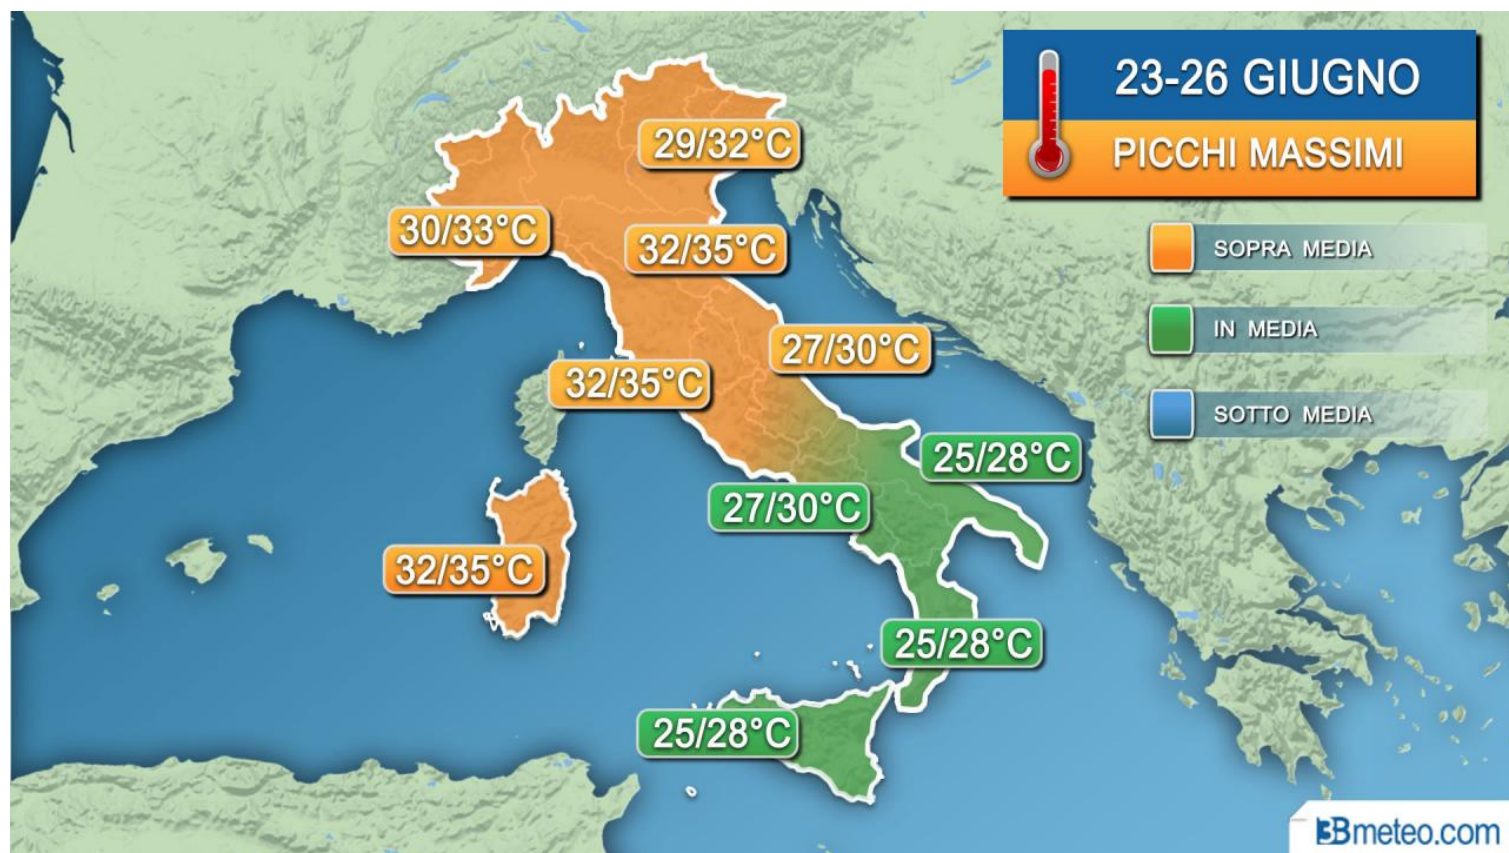 23-26 GIUGNO
PICCHI MASSIMI
29/32°C
30/33°C
32/35°C
SOPRA MEDIA
27/30°C
IN MEDIA
32/35°C
SOTTO MEDIA
25/28°C
27/30°C
32/35°C
25/28°C
25/28°C
3Bmeteo.com